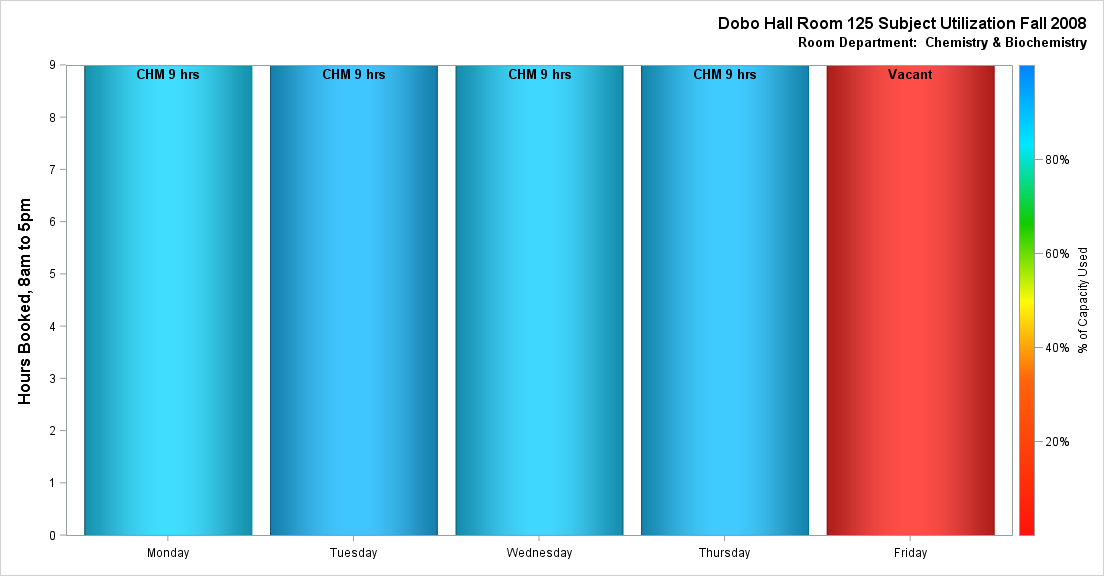 Dobo Hall Room 125 Subject Utilization Fall 2008
Room Department:  Chemistry & Biochemistry
Hours Booked, 8am to 5pm
9
8
7
6
5
4
3
2
1
0
CHM 9 hrs
CHM 9 hrs
CHM 9 hrs
CHM 9 hrs
Vacant
Monday
Tuesday
Wednesday
Thursday
Friday
80%
60%
40%
20%
% of Capacity Used